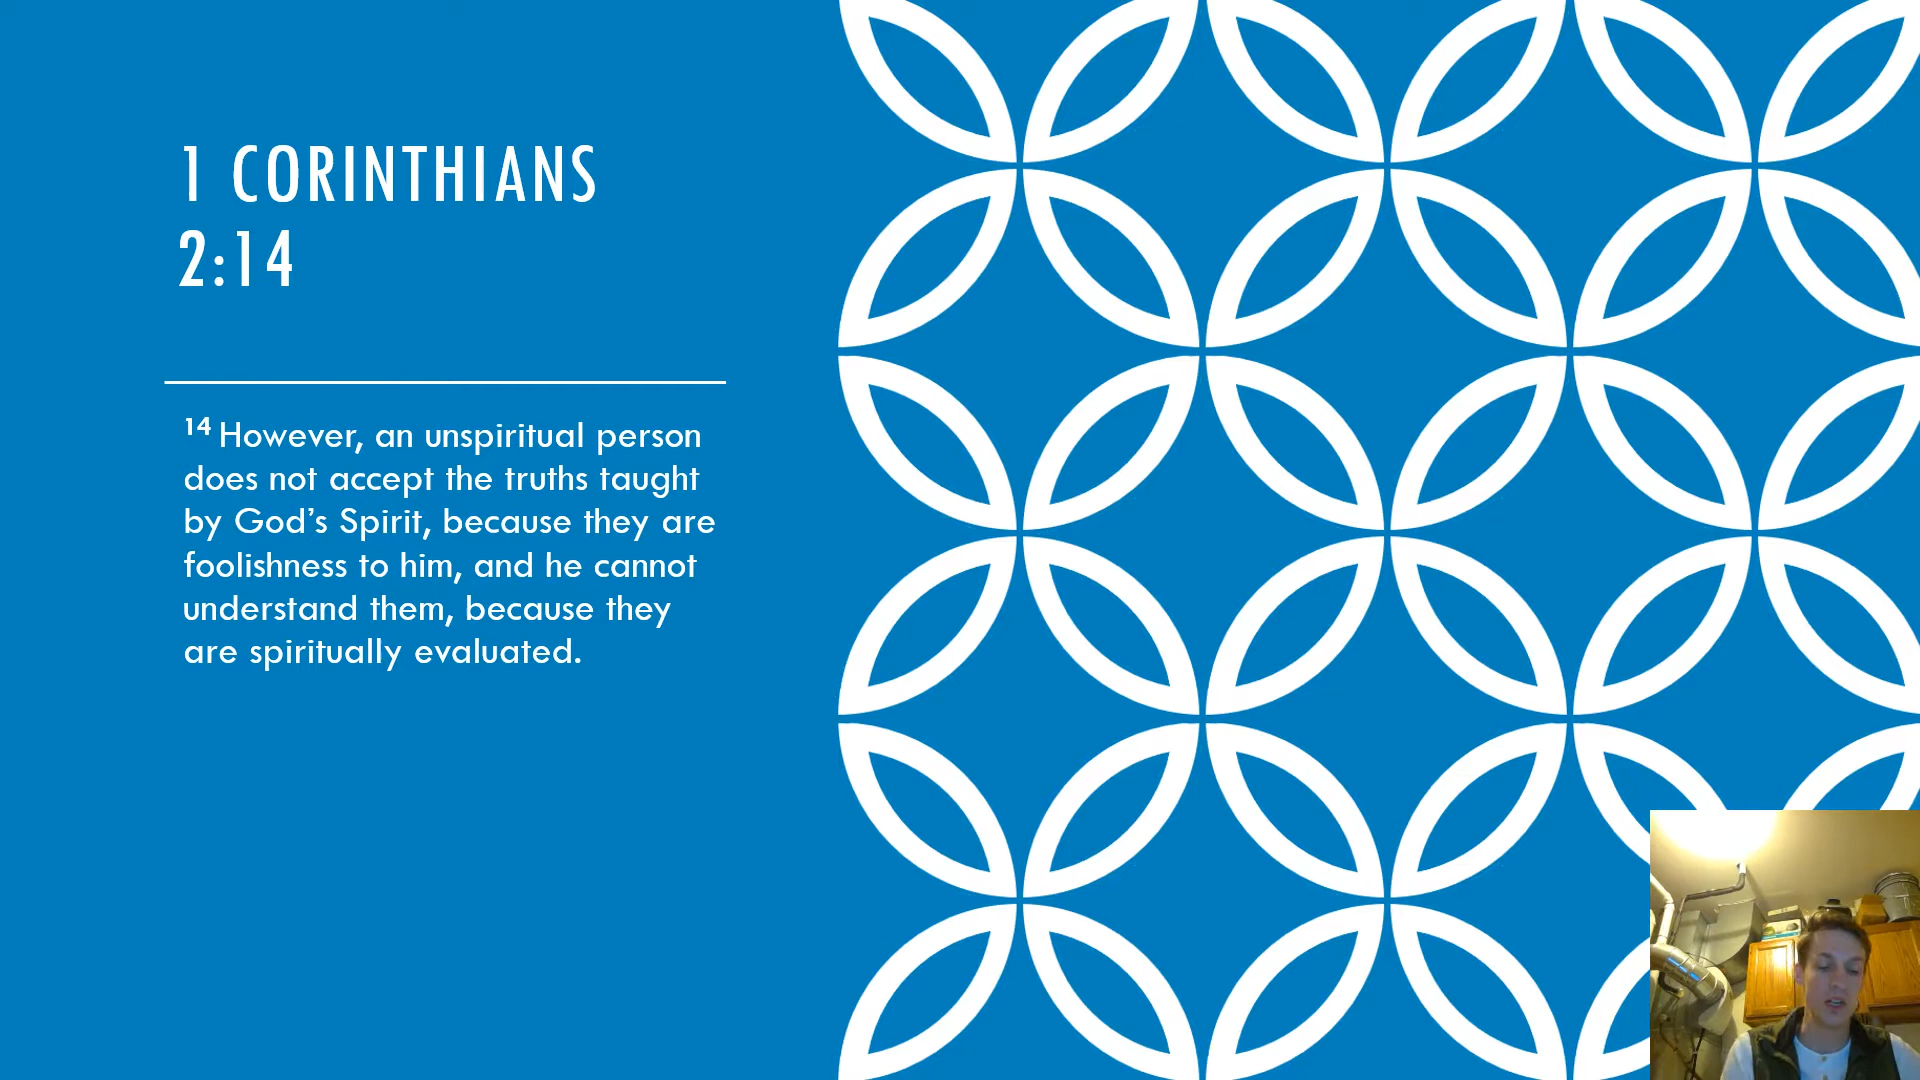 1 CORINTHIANS
2:14
14 However, an unspiritual person
does not accept the truths taught
by God’s Spirit, because they are
foolishness to him, and he cannot
understand them, because they
are spiritually evaluated.